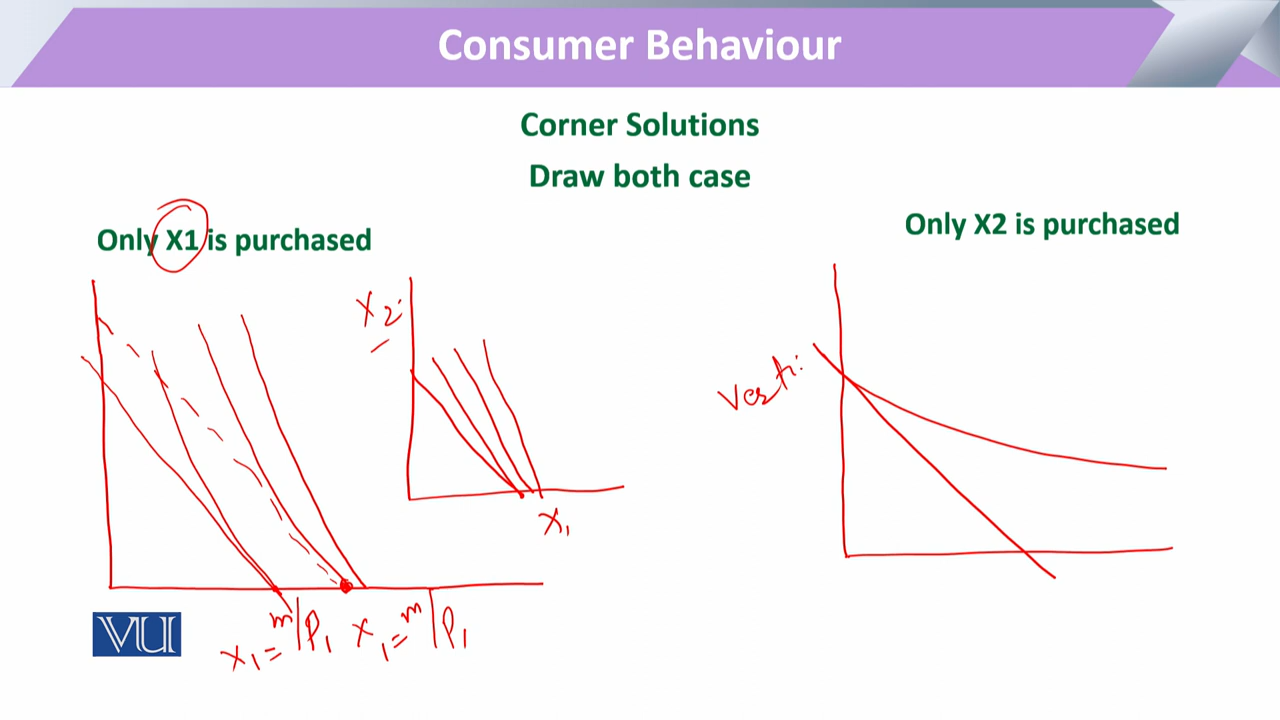 Consumer Behaviour
Corner Solutions
Draw both case
Only X1 is purchased
Only X2 is purchased
X2
Verti:
X1
X1 = m/P1
X1 = m/P1
VU